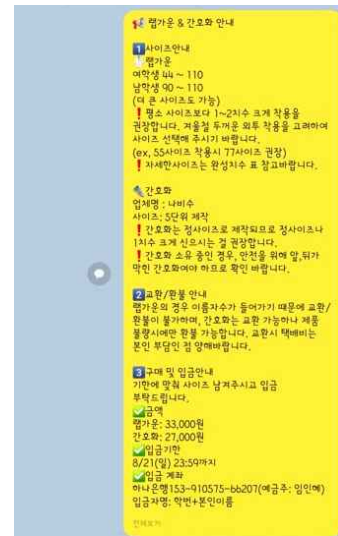 📢 랩가운 & 간호화 안내
1️⃣사이즈안내
🥼랩가운
여학생 44 ~ 110
남학생 90 ~ 110
(더 큰 사이즈도 가능)
❗평소 사이즈보다 1~2치수 크게 착용을
권장합니다. 겨울철 두꺼운 외투 착용을 고려하여
사이즈 선택해 주시기 바랍니다.
(ex, 55사이즈 착용시 77사이즈 권장)
❗자세한사이즈는 완성치수 표 참고바랍니다.
간호화
업체명 : 나비수
사이즈: 5단위 제작
❗간호화는 정사이즈로 제작되므로 정사이즈나
1치수 크게 신으시는 걸 권장합니다.
❗간호화 소유 중인 경우, 안전을 위해 앞,뒤가
막힌 간호화여야 하므로 확인 바랍니다.
2️⃣교환/환불 안내
랩가운의 경우 이름자수가 들어가기 때문에 교환/
환불이 불가하며, 간호화는 교환 가능하나 제품
불량시에만 환불 가능합니다. 교환시 택배비는
본인 부담인 점 양해바랍니다.
3️⃣구매 및 입금안내
기한에 맞춰 사이즈 남겨주시고 입금
부탁드립니다.
✅금액
랩가운: 33,000원
간호화: 27,000원
✅입금기한
8/21(일) 23:59까지
✅입금 계좌
하나은행153-910575-66207(예금주: 임인혜)
입금자명: 학번+본인이름
전체보기